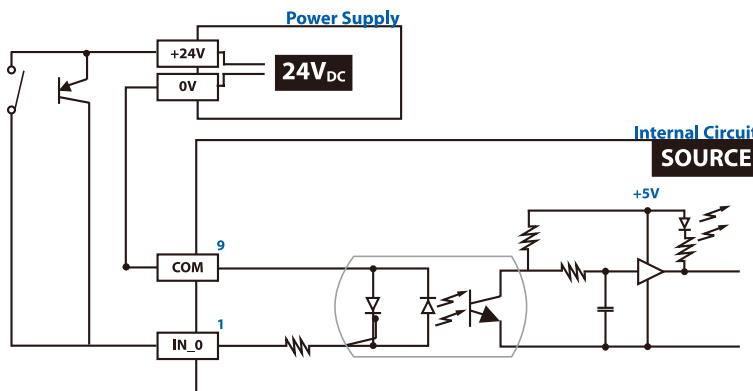 Power Supply
+24V
0V
24VDC
Internal Circuit
SOURCE
+5V
9
COM
1
IN_0